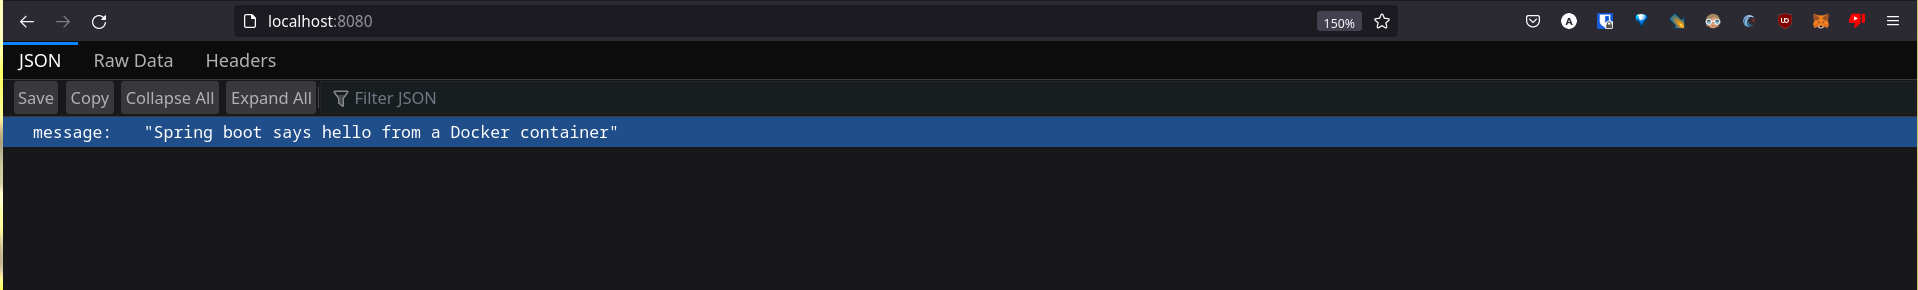 localhost:8080
150%
JSON Raw Data Headers
Save Copy Collapse All Expand All Filter JSON
message: "Spring boot says hello from a Docker container"